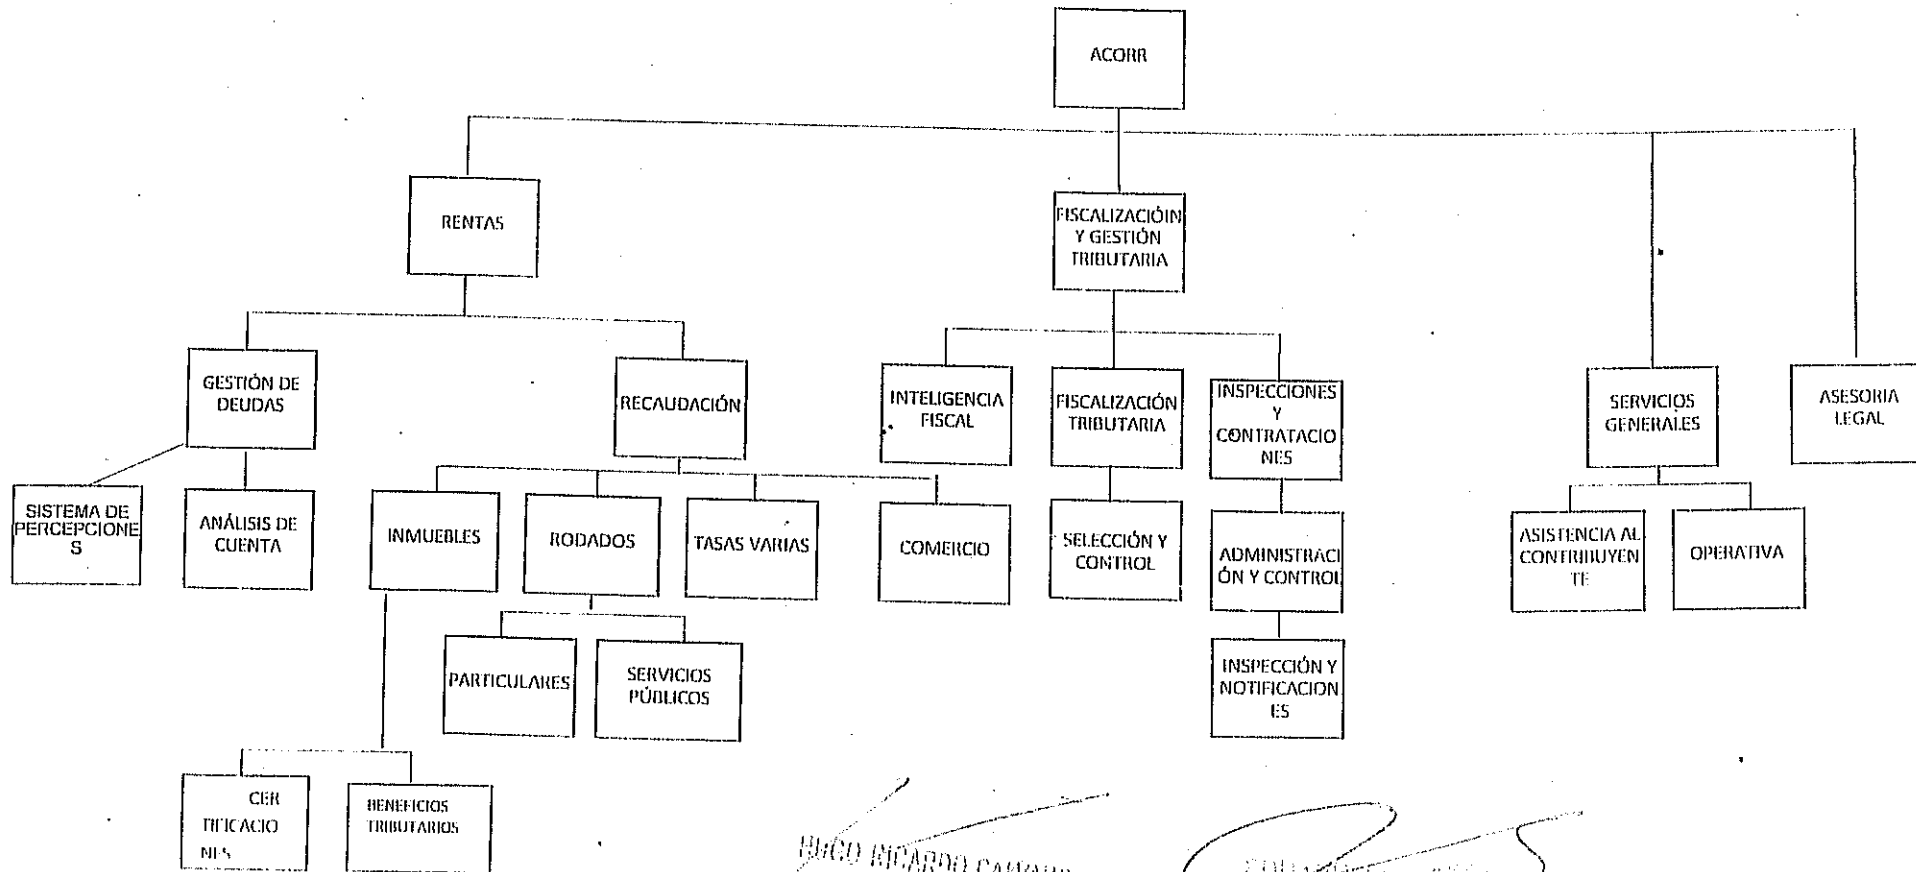 ACORR
RENTAS
FISCALIZACIÓIN
Y GESTIÓN
TRIBUTARIA
GESTIÓN DE
DEUDAS
RECAUDACIÓN
INTELIGENCIA
FISCAL
FISCALIZACIÓN
TRIBUTARIA
INSPECCIONES
Y
CONTRATACIO
NES
SERVICIOS
GENERALES
ASESORIA
LEGAL
SISTEMA DE
PERCEPCIONE
S
ANÁLISIS DE
CUENTA
INMUEBLES
RODADOS
TASAS VARIAS
COMERCIO
SELECCIÓN Y
CONTROL
ADMINISTRACI
ÓN Y CONTROL
ASISTENCIA AL
CONTRIBUYEN
TE
OPERATIVA
PARTICULARES
SERVICIOS
PÚBLICOS
INSPECCIÓN Y
NOTIFICACION
ES
CER
TIFICACIO
NES
BENEFICIOS
TRIBUTARIOS
HUGO RICARDO